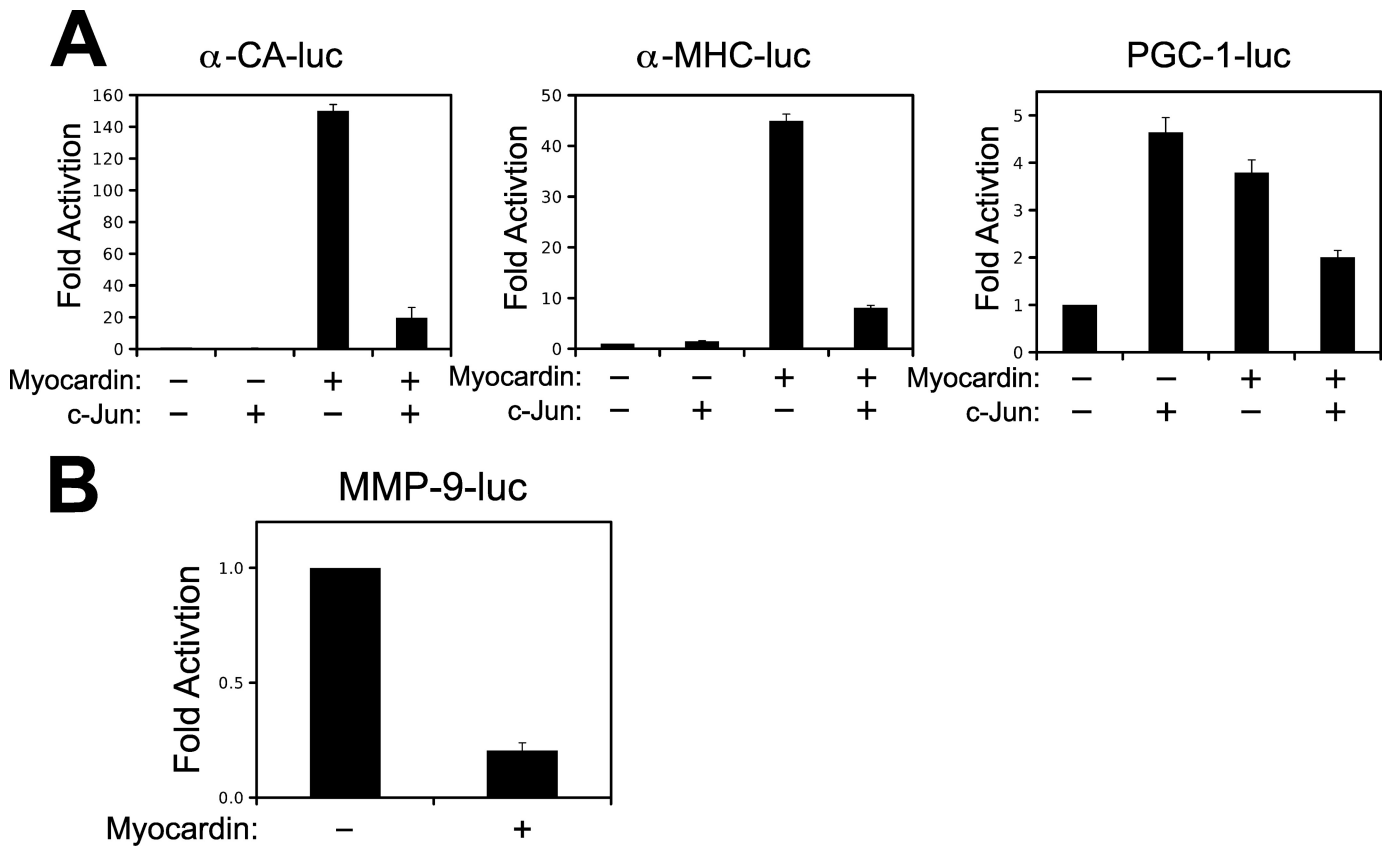 A
α-CA-luc
Fold Activtion
160
140
120
100
80
60
40
20
0
Myocardin: − − + +
c-Jun: − + − +
α-MHC-luc
Fold Activtion
50
40
30
20
10
0
Myocardin: − − + +
c-Jun: − + − +
PGC-1-luc
Fold Activtion
5
4
3
2
1
0
Myocardin: − − + +
c-Jun: − + − +
B
MMP-9-luc
Fold Activtion
1.0
0.5
0.0
Myocardin: − +